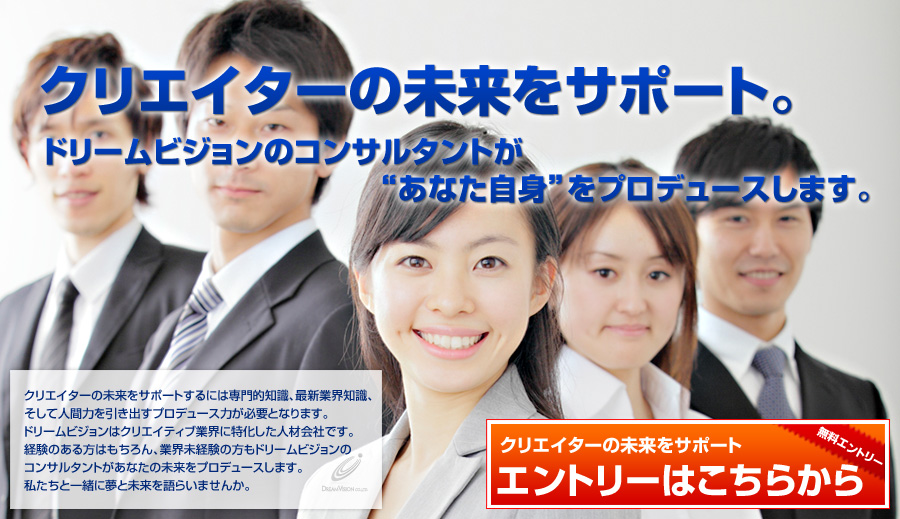 クリエイターの未来をサポート。
ドリームビジョンのコンサルタントが
“あなた自身”をプロデュースします。
クリエイターの未来をサポートするには専門的知識、最新業界知識、
そして人間力を引き出すプロデュース力が必要となります。
ドリームビジョンはクリエイティブ業界に特化した人材会社です。
経験のある方はもちろん、業界未経験の方もドリームビジョンの
コンサルタントがあなたの未来をプロデュースします。
私たちと一緒に夢と未来を語らいませんか。
DREAMVISION CO.,LTD.
クリエイターの未来をサポート
無料エントリー
エントリーはこちらから